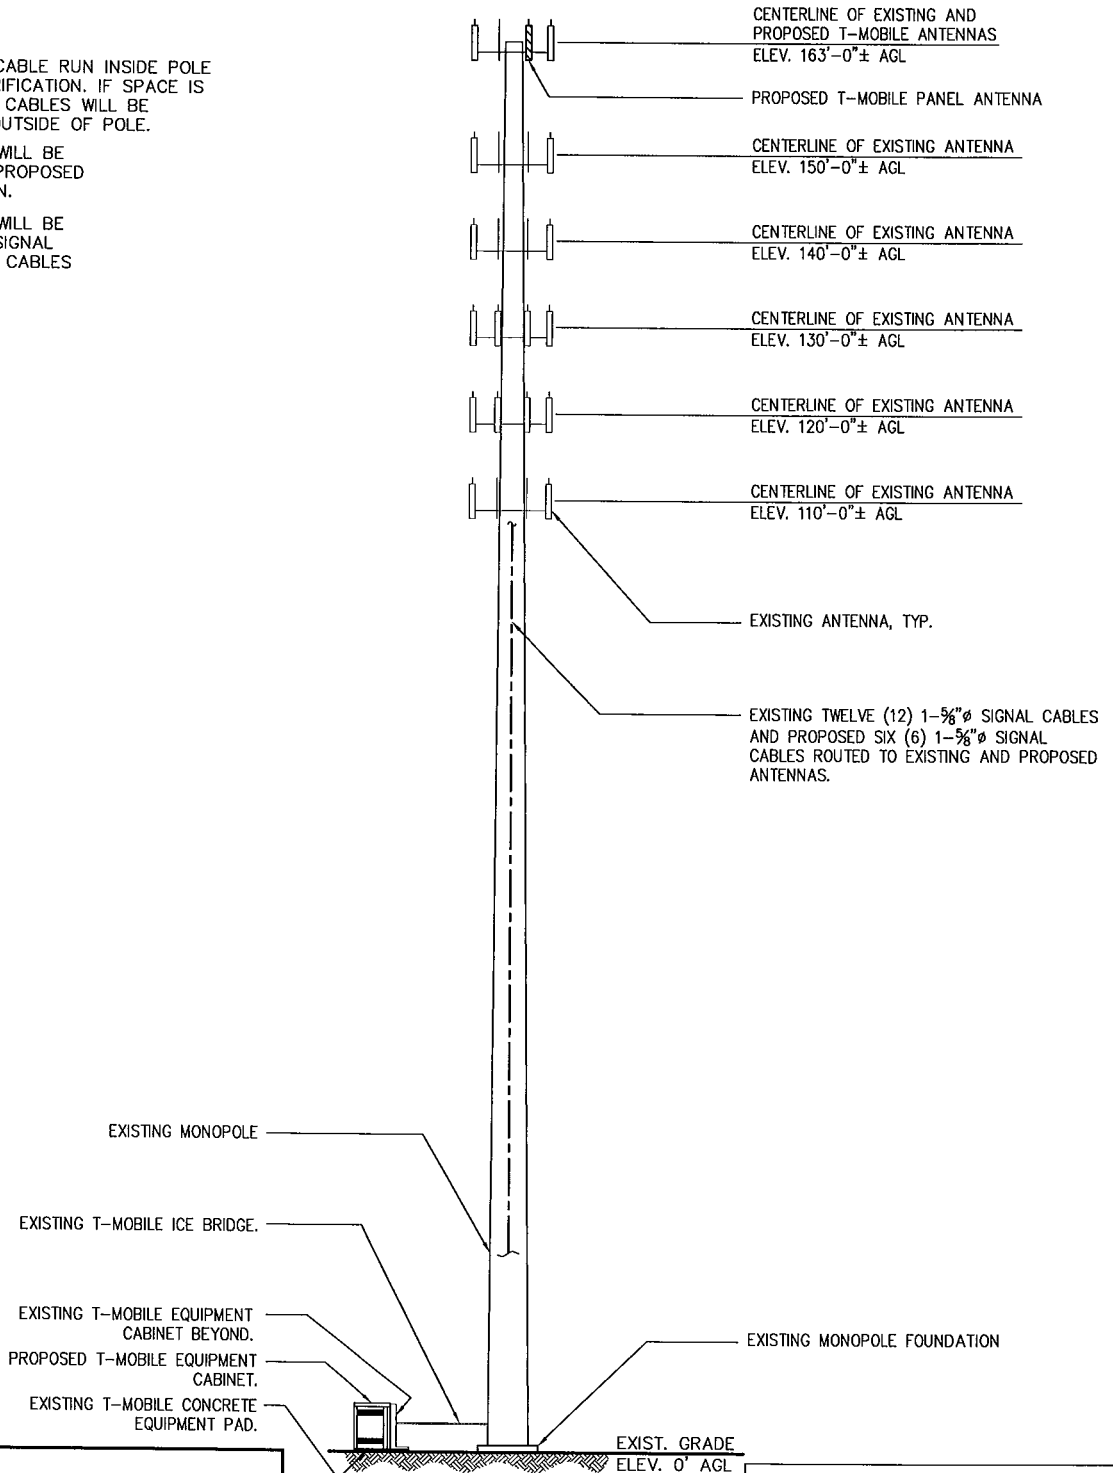 CABLE RUN INSIDE POLE
IF SPACE IS
CABLES WILL BE
OUTSIDE OF POLE.
WILL BE
PROPOSED
WILL BE
SIGNAL
CABLES
CENTERLINE OF EXISTING AND
PROPOSED T-MOBILE ANTENNAS
ELEV. 163'-0"± AGL
PROPOSED T-MOBILE PANEL ANTENNA
CENTERLINE OF EXISTING ANTENNA
ELEV. 150'-0"± AGL
CENTERLINE OF EXISTING ANTENNA
ELEV. 140'-0"± AGL
CENTERLINE OF EXISTING ANTENNA
ELEV. 130'-0"± AGL
CENTERLINE OF EXISTING ANTENNA
ELEV. 120'-0"± AGL
CENTERLINE OF EXISTING ANTENNA
ELEV. 110'-0"± AGL
EXISTING ANTENNA, TYP.
EXISTING TWELVE (12) 1-⅝"ø SIGNAL CABLES
AND PROPOSED SIX (6) 1-⅝"ø SIGNAL
CABLES ROUTED TO EXISTING AND PROPOSED
ANTENNAS.
EXISTING MONOPOLE
EXISTING T-MOBILE ICE BRIDGE.
EXISTING T-MOBILE EQUIPMENT
CABINET BEYOND.
PROPOSED T-MOBILE EQUIPMENT
CABINET.
EXISTING T-MOBILE CONCRETE
EQUIPMENT PAD.
EXISTING MONOPOLE FOUNDATION
EXIST. GRADE
ELEV. 0' AGL